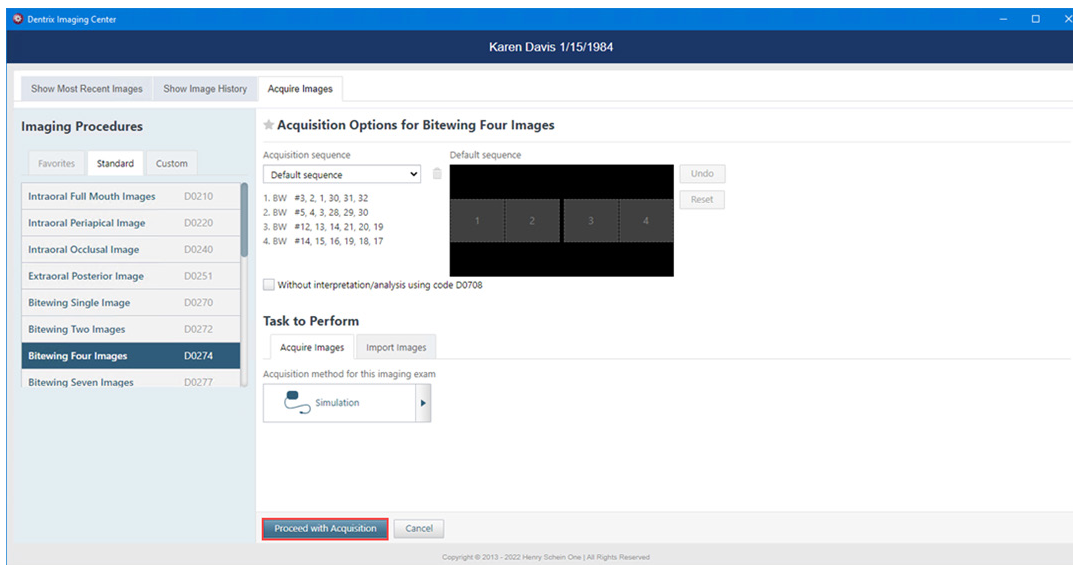 Dentrix Imaging Center
Karen Davis 1/15/1984
Show Most Recent Images
Show Image History
Acquire Images
Imaging Procedures
Favorites
Standard
Custom
Intraoral Full Mouth Images D0210
Intraoral Periapical Image D0220
Intraoral Occlusal Image D0240
Extraoral Posterior Image D0251
Bitewing Single Image D0270
Bitewing Two Images D0272
Bitewing Four Images D0274
Bitewing Seven Images D0277
Acquisition Options for Bitewing Four Images
Acquisition sequence
Default sequence
1. BW #3, 2, 1, 30, 31, 32
2. BW #5, 4, 3, 28, 29, 30
3. BW #12, 13, 14, 21, 20, 19
4. BW #14, 15, 16, 19, 18, 17
Default sequence
1 2 3 4
Undo
Reset
Without interpretation/analysis using code D0708
Task to Perform
Acquire Images
Import Images
Acquisition method for this imaging exam
Simulation
Proceed with Acquisition
Cancel
Copyright © 2013 - 2022 Henry Schein One | All Rights Reserved